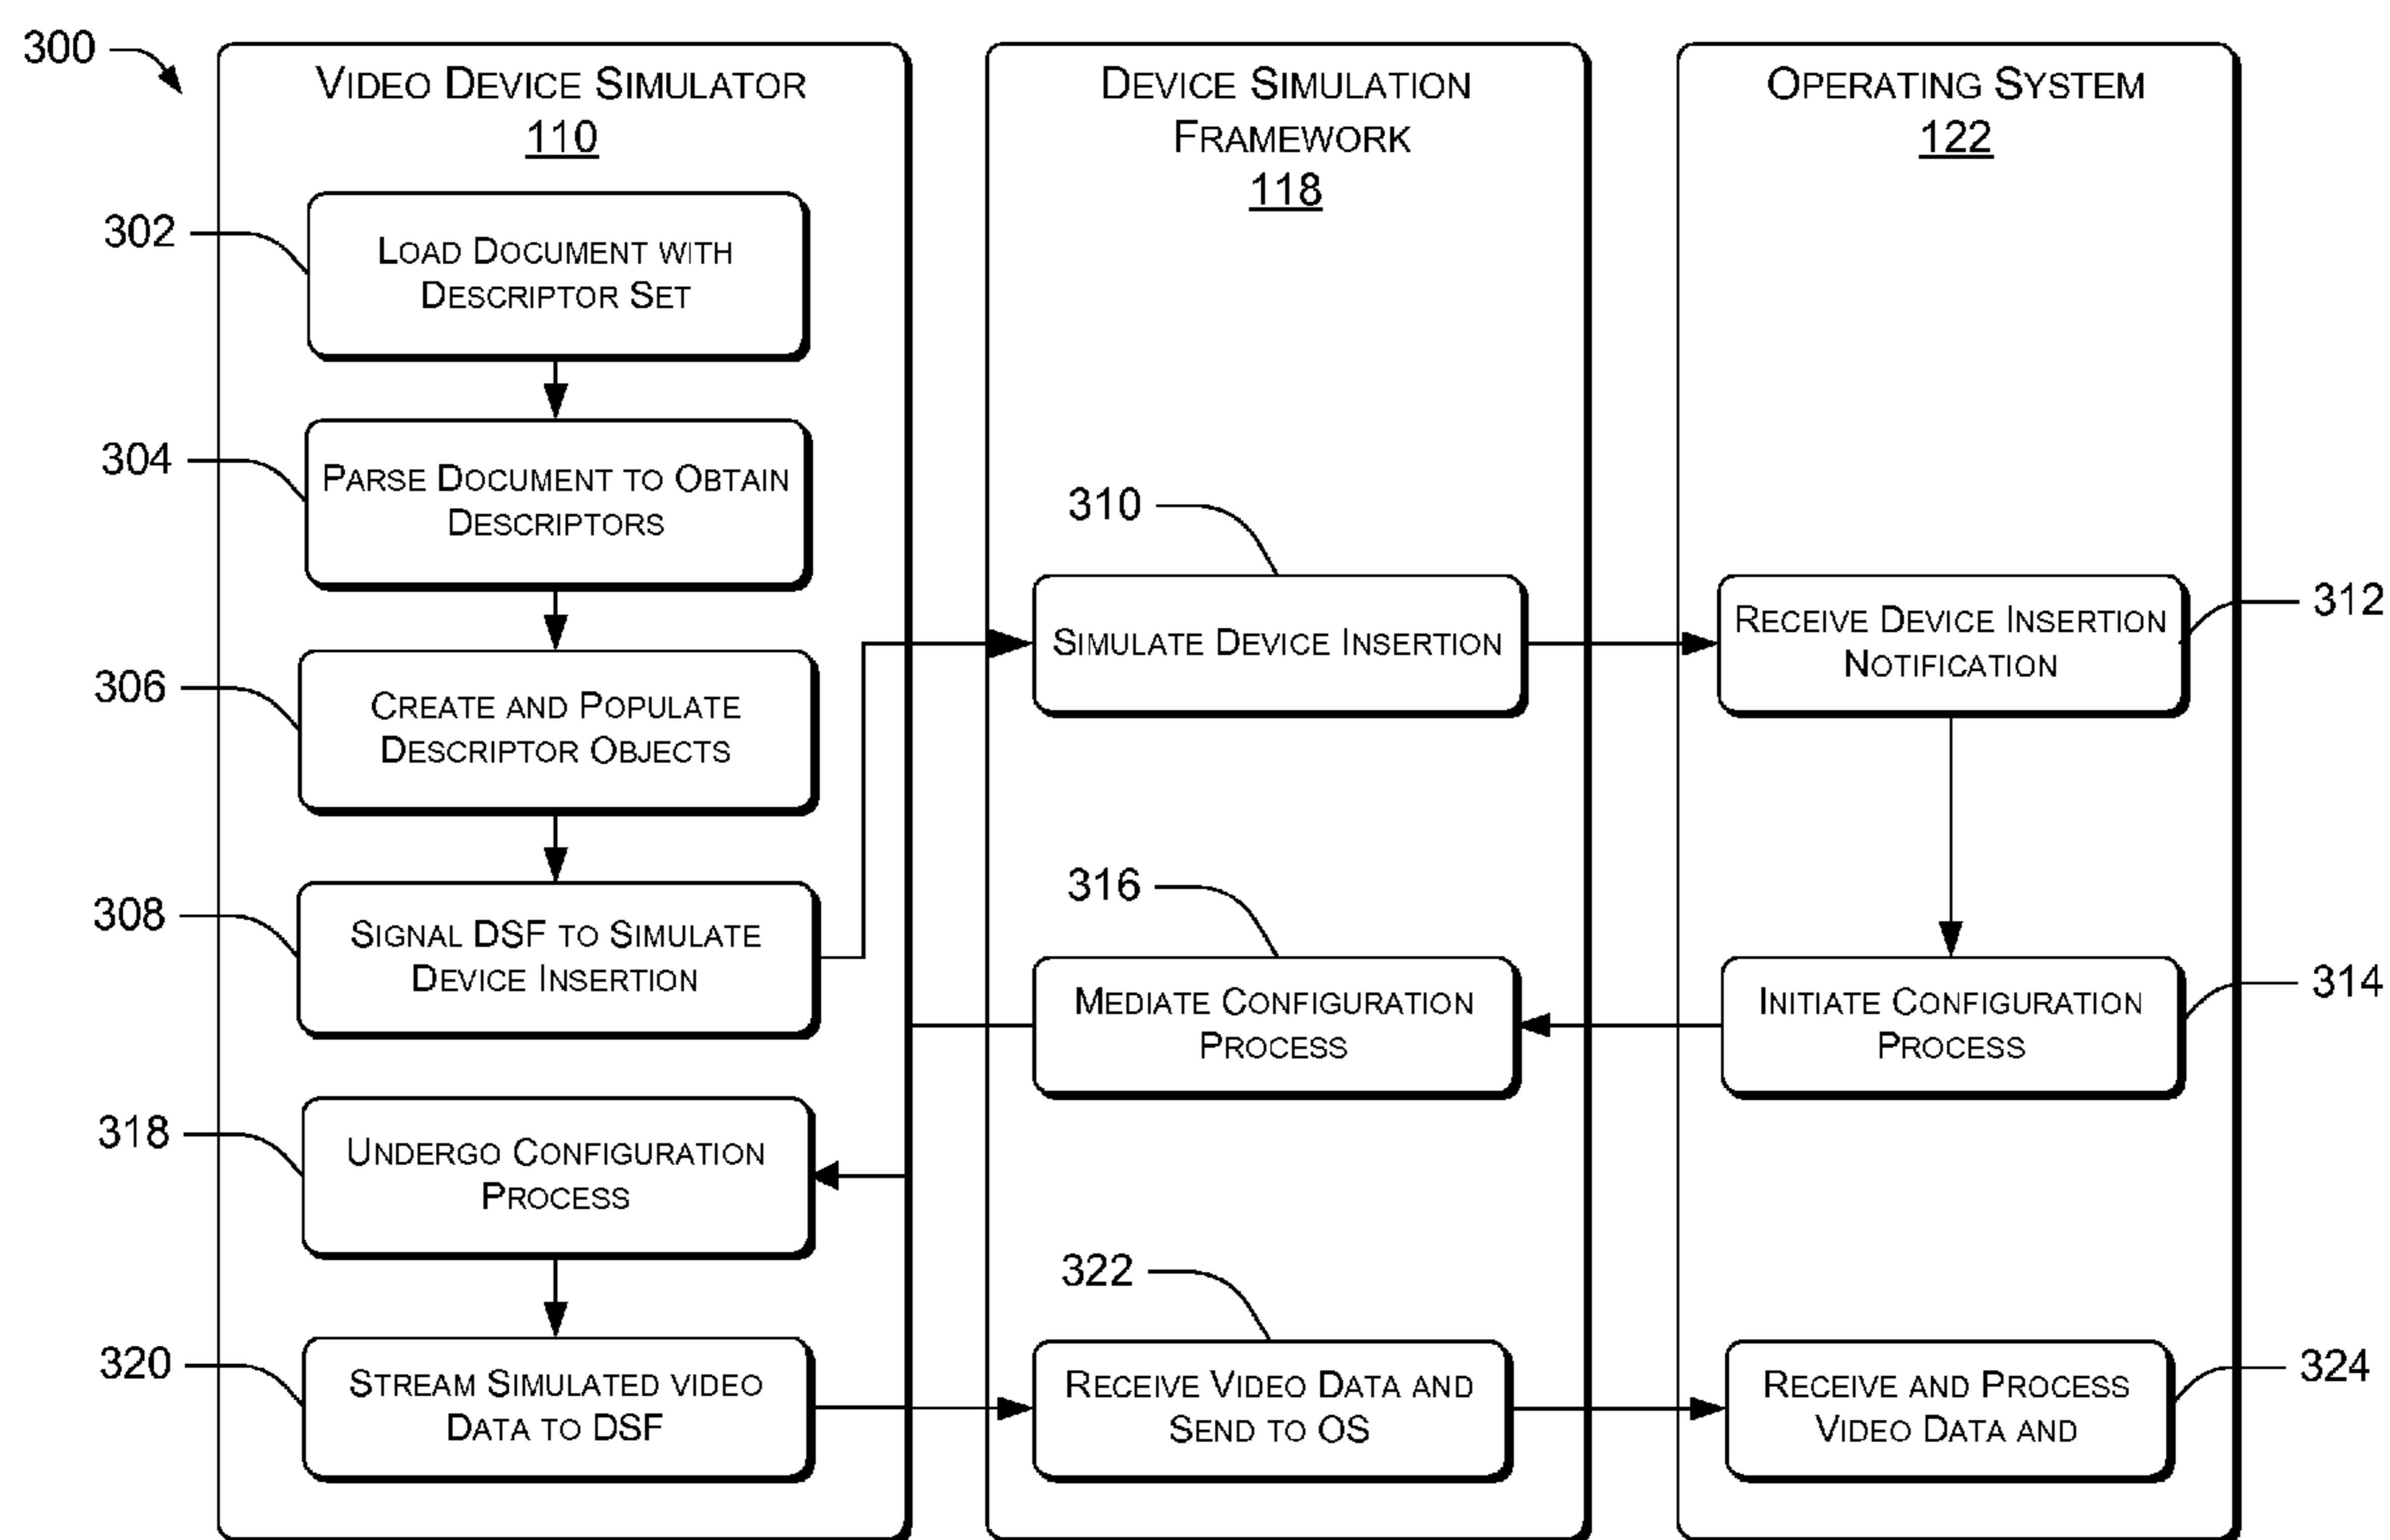 300
VIDEO DEVICE SIMULATOR
110
302
LOAD DOCUMENT WITH
DESCRIPTOR SET
304
PARSE DOCUMENT TO OBTAIN
DESCRIPTORS
306
CREATE AND POPULATE
DESCRIPTOR OBJECTS
308
SIGNAL DSF TO SIMULATE
DEVICE INSERTION
318
UNDERGO CONFIGURATION
PROCESS
320
STREAM SIMULATED VIDEO
DATA TO DSF
DEVICE SIMULATION
FRAMEWORK
118
310
SIMULATE DEVICE INSERTION
316
MEDIATE CONFIGURATION
PROCESS
322
RECEIVE VIDEO DATA AND
SEND TO OS
OPERATING SYSTEM
122
RECEIVE DEVICE INSERTION
NOTIFICATION
312
INITIATE CONFIGURATION
PROCESS
314
RECEIVE AND PROCESS
VIDEO DATA AND
324